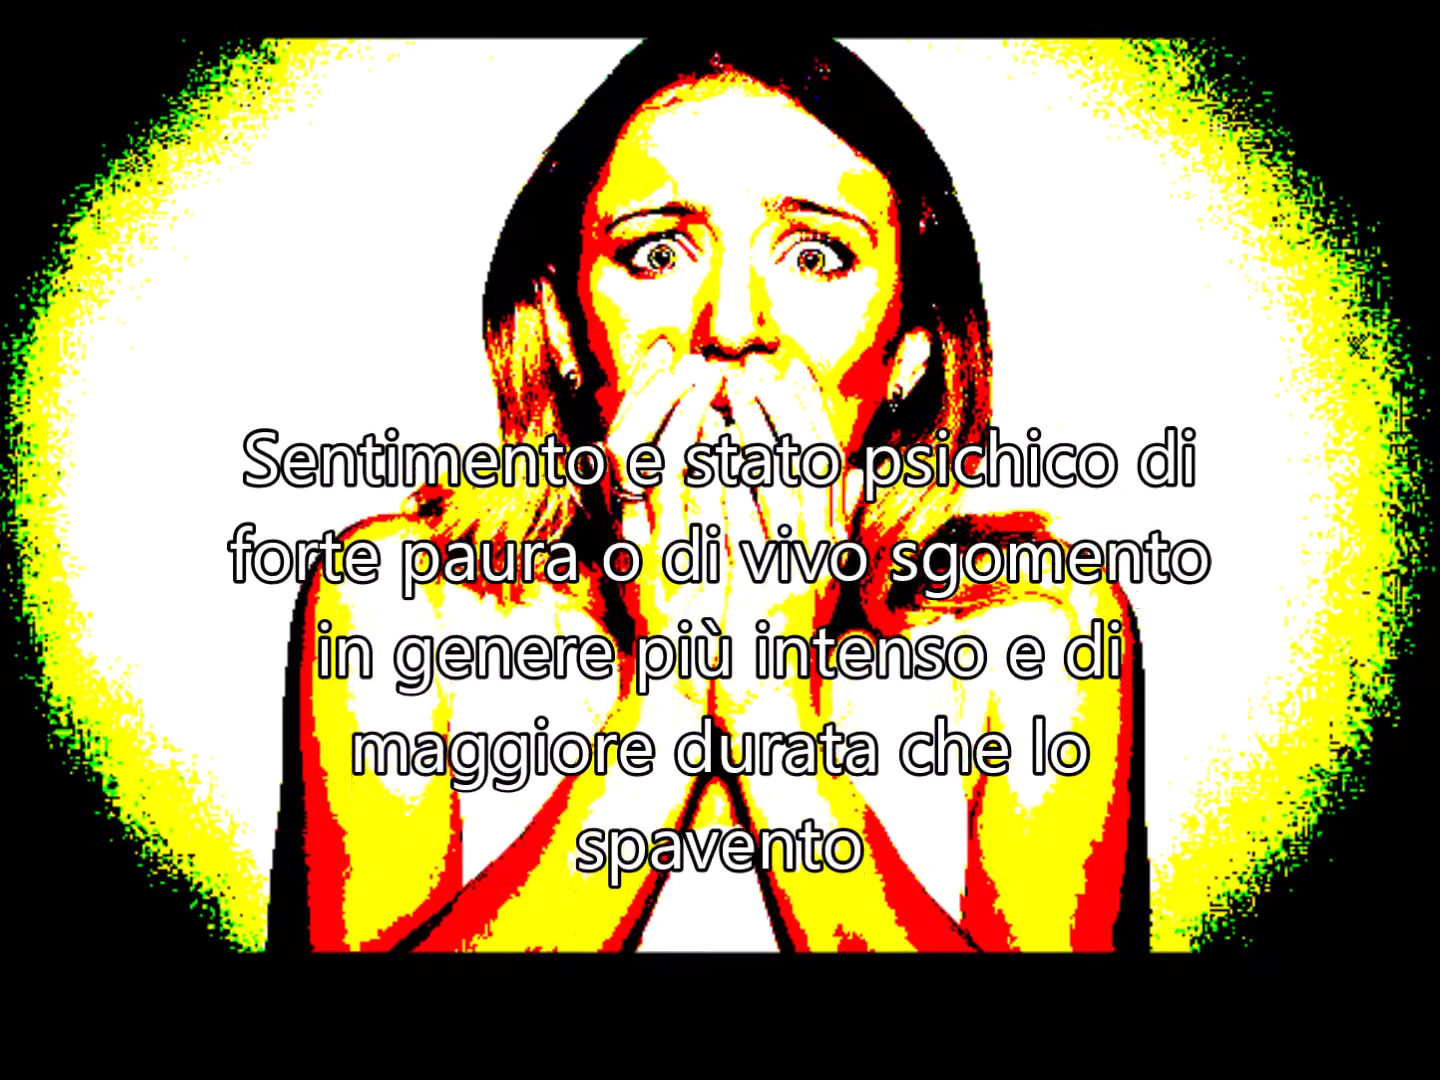 Sentimento e stato psichico di
forte paura o di vivo sgomento
in genere più intenso e di
maggiore durata che lo
spavento